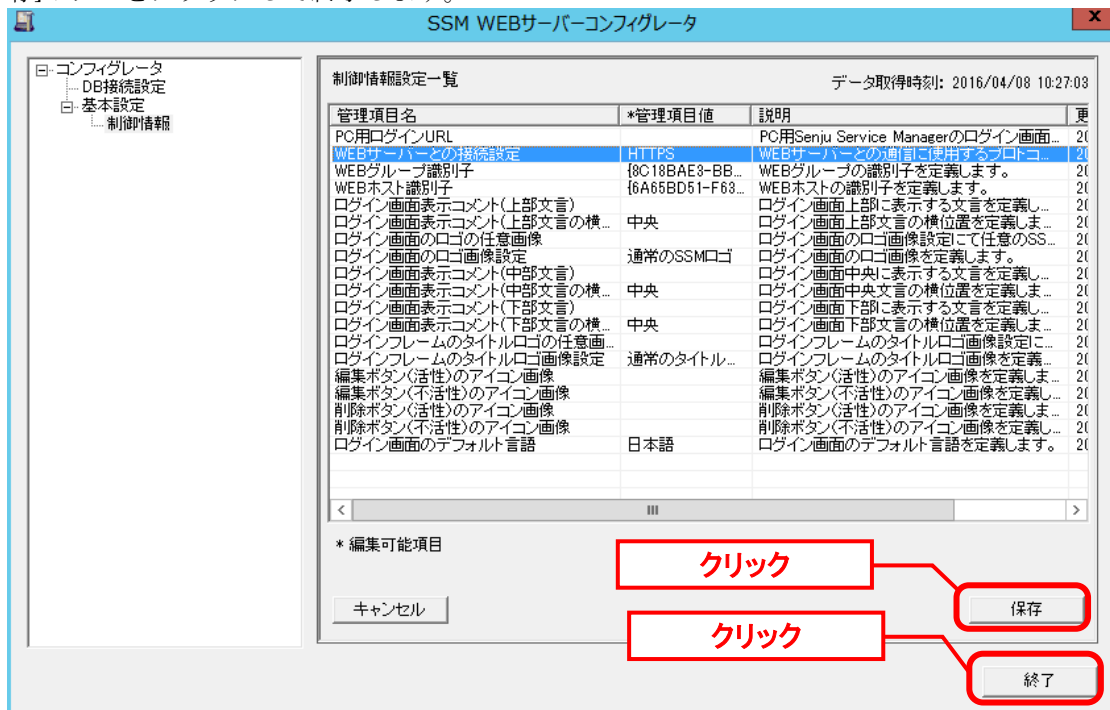 SSM WEBサーバーコンフィグレータ
x
コンフィグレータ
DB接続設定
基本設定
制御情報
制御情報設定一覧
データ取得時刻: 2016/04/08 10:27:03
管理項目名 *管理項目値 説明 更
PC用ログインURL PC用Senju Service Managerのログイン画面...
WEBサーバーとの接続設定 HTTPS WEBサーバーとの通信に使用するプロトコ...
WEBグループ識別子 {8C18BAE3-BB... WEBグループの識別子を定義します。
WEBホスト識別子 {6A65BD51-F63... WEBホストの識別子を定義します。
ログイン画面表示コメント(上部文言) ログイン画面上部に表示する文言を定義し...
ログイン画面表示コメント(上部文言の横... 中央 ログイン画面上部文言の横位置を定義しま...
ログイン画面のロゴの任意画像 ログイン画面のロゴ画像設定にて任意のSS...
ログイン画面のロゴ画像設定 通常のSSMロゴ ログイン画面のロゴ画像を定義します。
ログイン画面表示コメント(中部文言) ログイン画面中央に表示する文言を定義し...
ログイン画面表示コメント(中部文言の横... 中央 ログイン画面中央文言の横位置を定義しま...
ログイン画面表示コメント(下部文言) ログイン画面下部に表示する文言を定義し...
ログイン画面表示コメント(下部文言の横... 中央 ログイン画面下部文言の横位置を定義しま...
ログインフレームのタイトルロゴの任意画... ログインフレームのタイトルロゴ画像設定に...
ログインフレームのタイトルロゴ画像設定 通常のタイトル... ログインフレームのタイトルロゴ画像を定義...
編集ボタン(活性)のアイコン画像 編集ボタン(活性)のアイコン画像を定義しま...
編集ボタン(不活性)のアイコン画像 編集ボタン(不活性)のアイコン画像を定義し...
削除ボタン(活性)のアイコン画像 削除ボタン(活性)のアイコン画像を定義しま...
削除ボタン(不活性)のアイコン画像 削除ボタン(不活性)のアイコン画像を定義し...
ログイン画面のデフォルト言語 日本語 ログイン画面のデフォルト言語を定義します。
* 編集可能項目
クリック
キャンセル
保存
クリック
終了